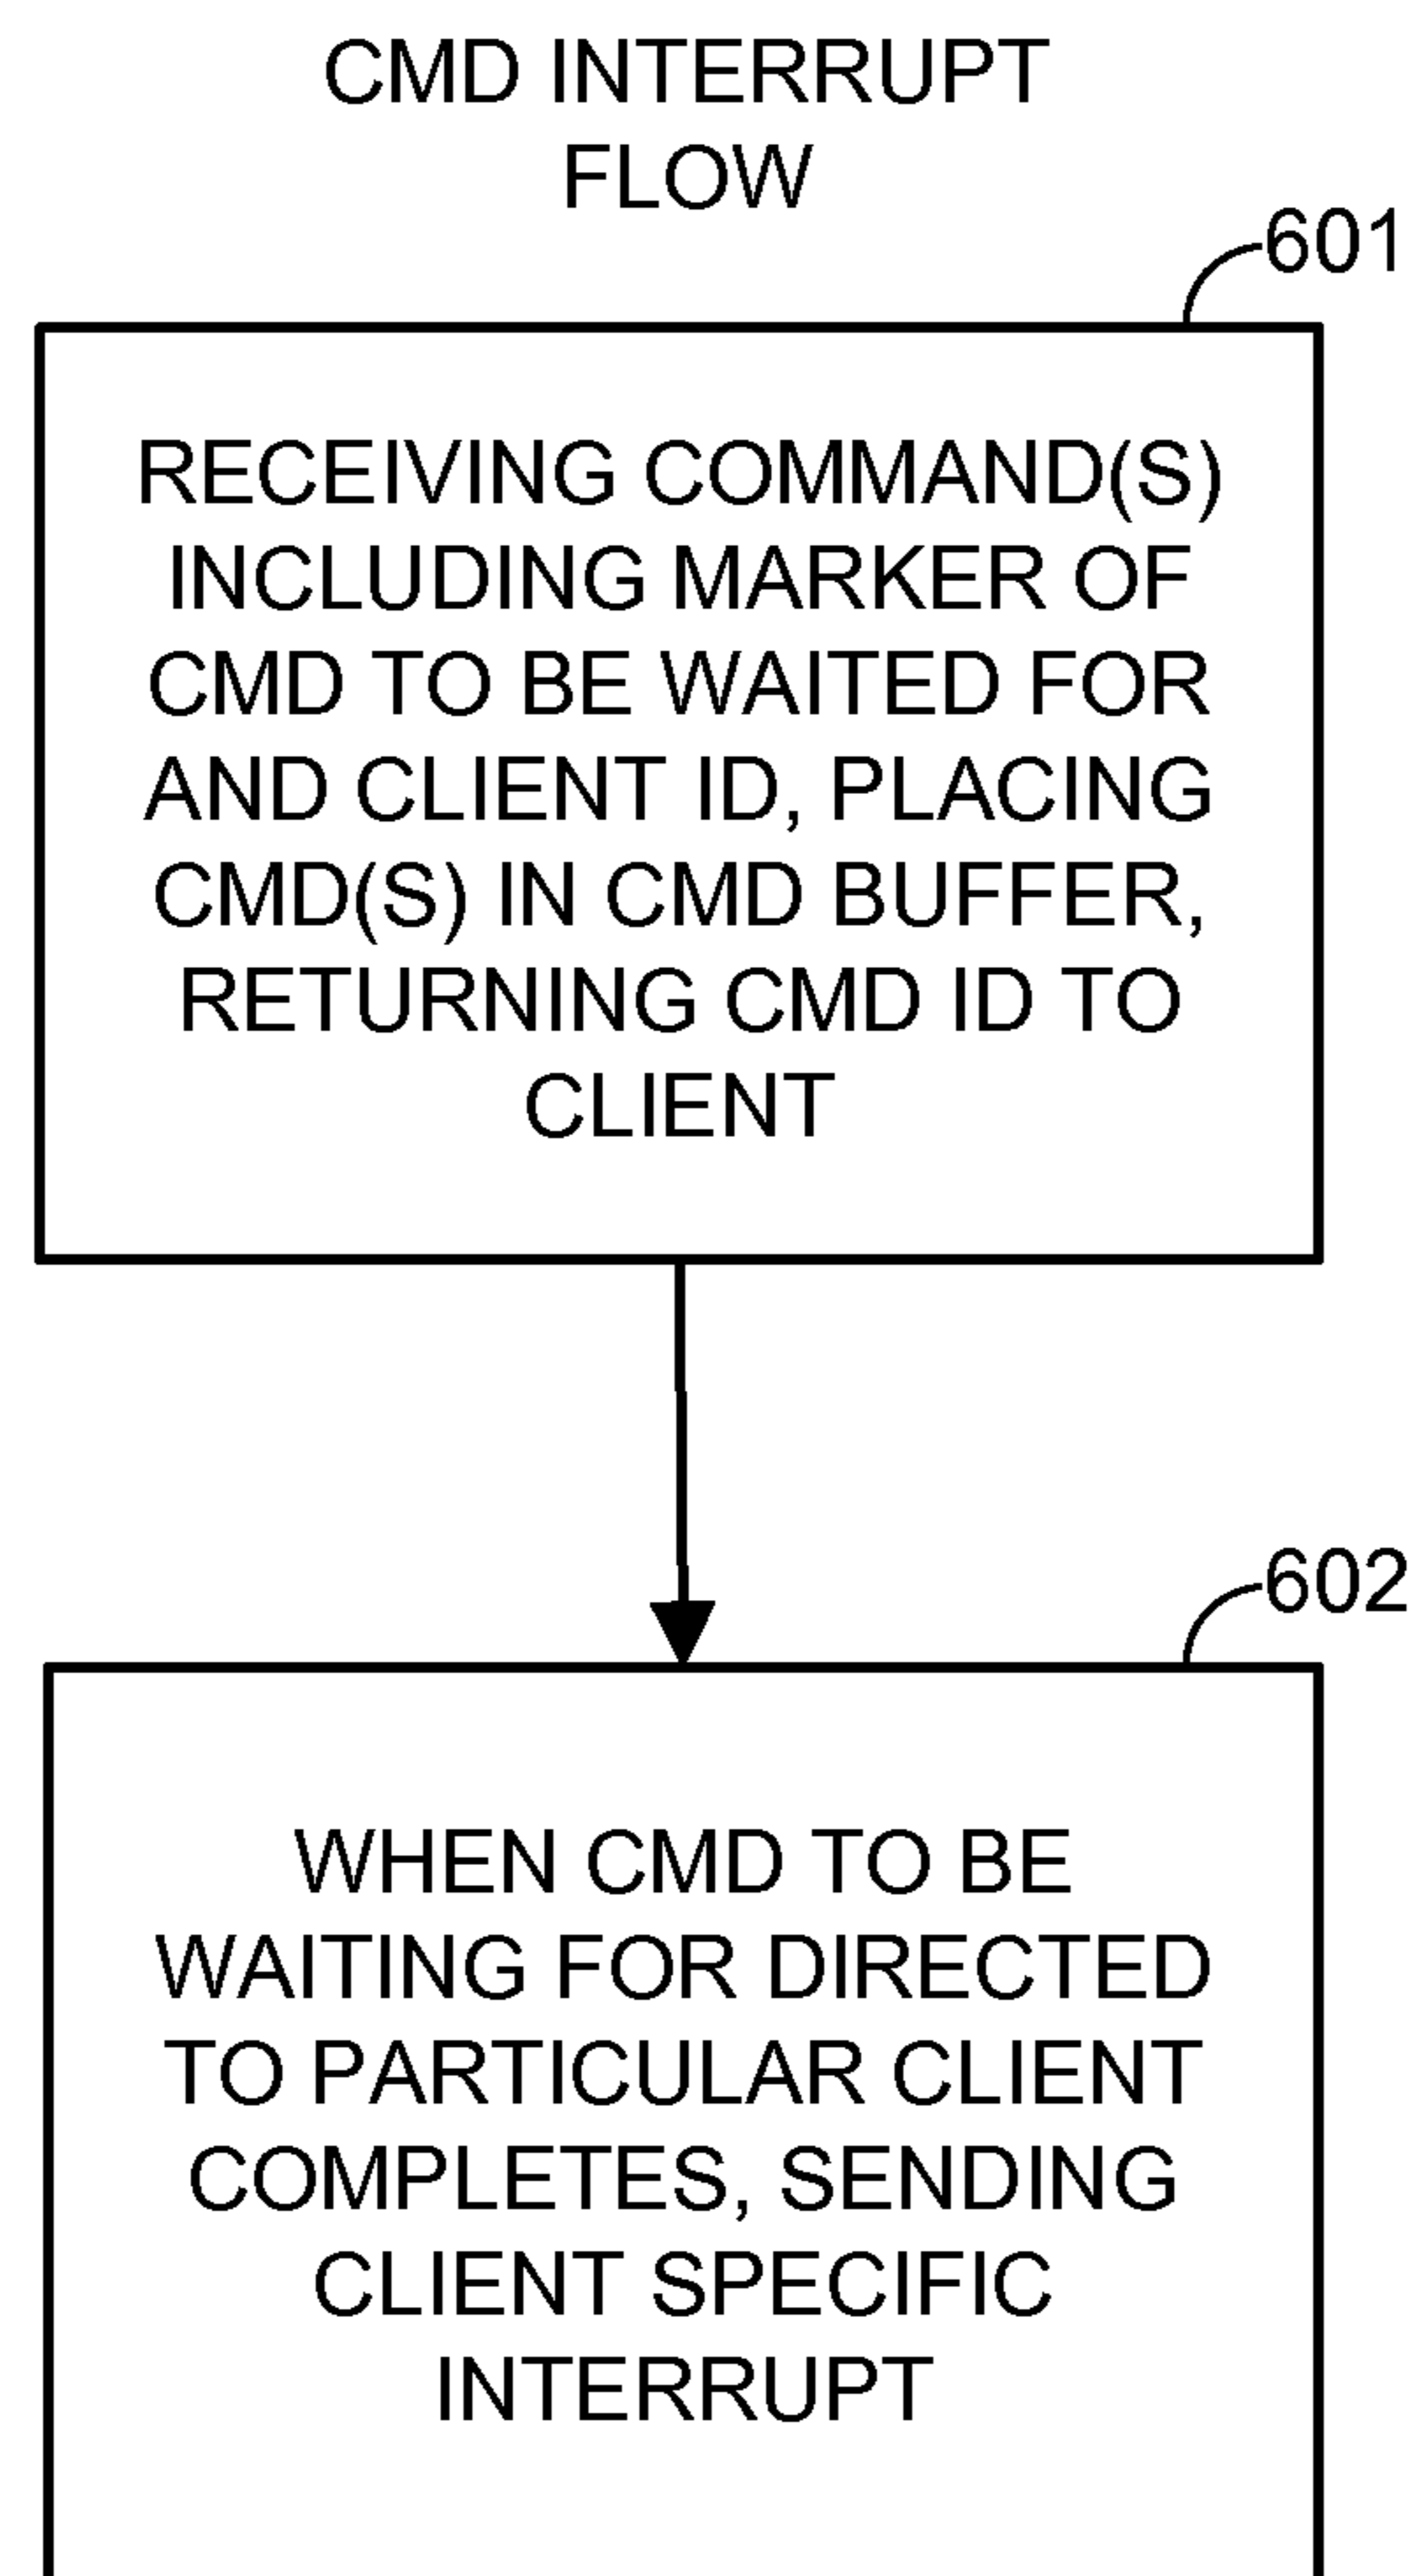 CMD INTERRUPT
FLOW
601
RECEIVING COMMAND(S)
INCLUDING MARKER OF
CMD TO BE WAITED FOR
AND CLIENT ID, PLACING
CMD(S) IN CMD BUFFER,
RETURNING CMD ID TO
CLIENT
602
WHEN CMD TO BE
WAITING FOR DIRECTED
TO PARTICULAR CLIENT
COMPLETES, SENDING
CLIENT SPECIFIC
INTERRUPT